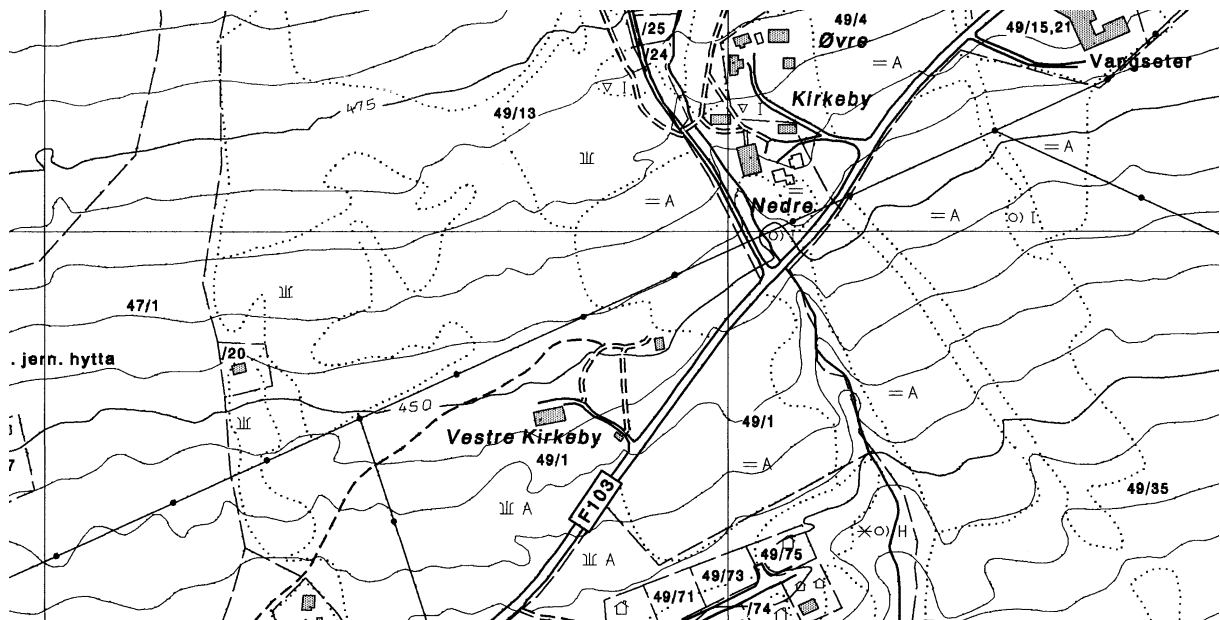 /25
49/4
49/15,21
Øvre
/24
= A
Vangseter
475
49/13
I
I
Kirkeby
= A
= A
Nedre
= A
I
I
47/1
. jern. hytta
/20
450
= A
49/1
Vestre Kirkeby
49/1
= A
7
49/35
A
F103
H
A
49/75
49/73
49/71
/74